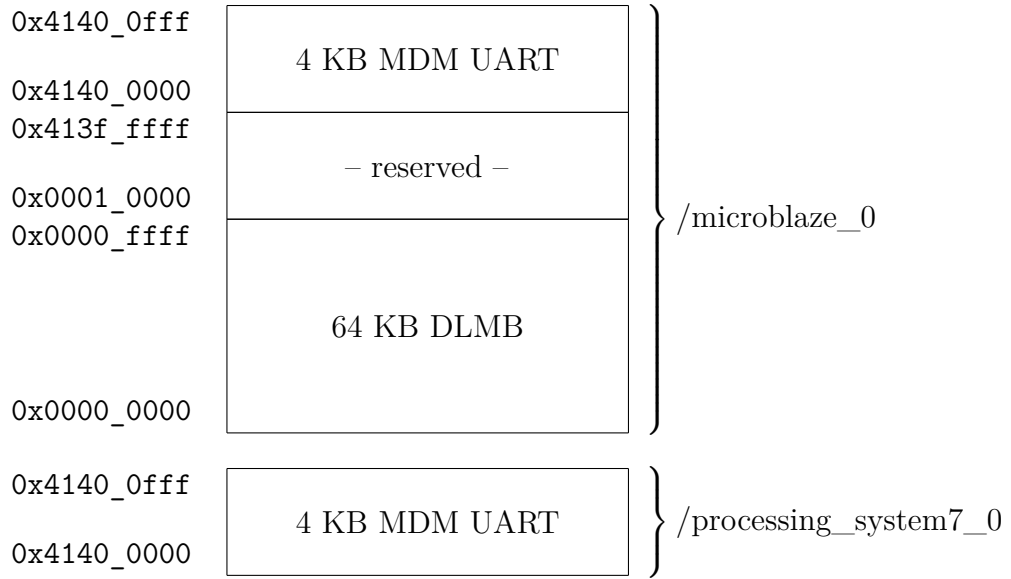 0x4140_0fff
4 KB MDM UART
0x4140_0000
0x413f_ffff
– reserved –
0x0001_0000
/microblaze_0
0x0000_ffff
64 KB DLMB
0x0000_0000
0x4140_0fff
4 KB MDM UART
/processing_system7_0
0x4140_0000